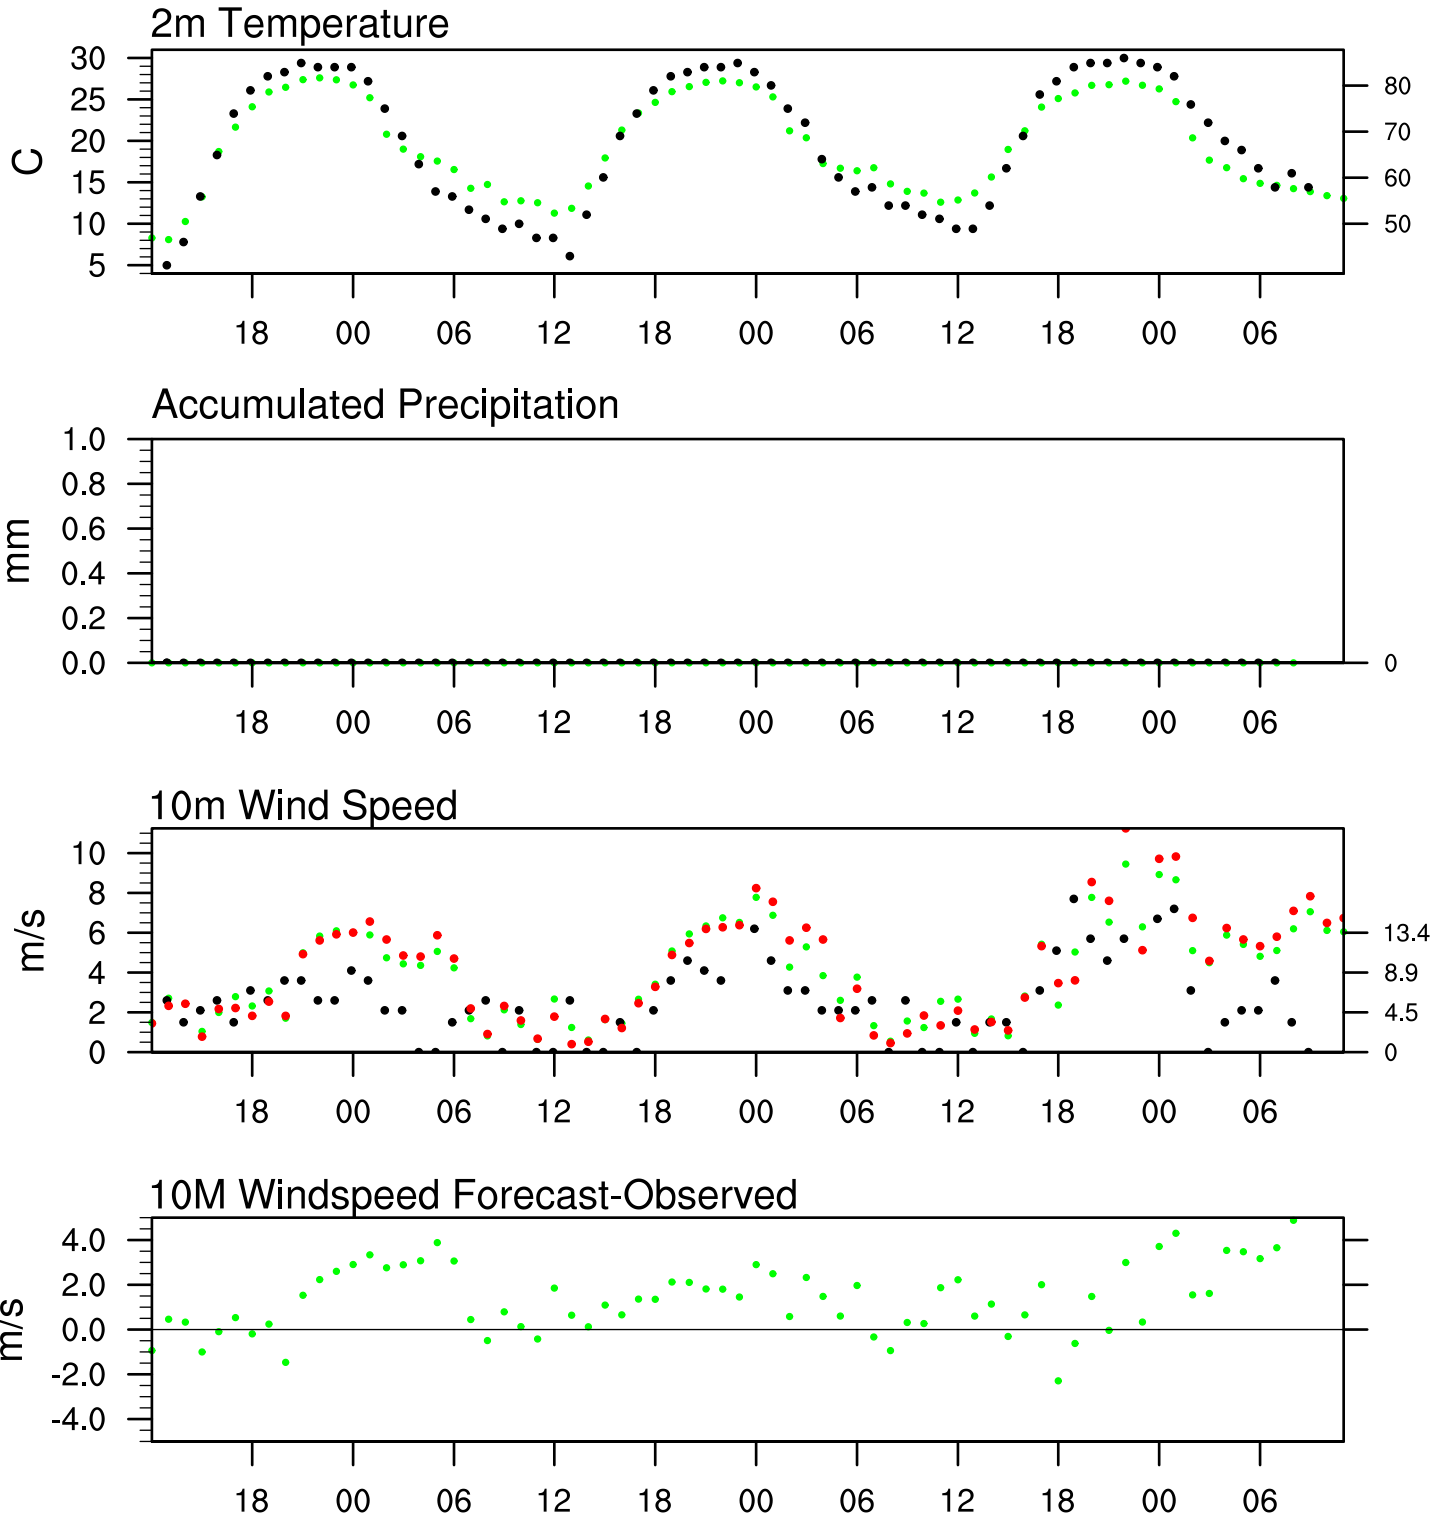 2m Temperature
30
25
20
15
10
5
C
80
70
60
50
18 00 06 12 18 00 06 12 18 00 06
Accumulated Precipitation
1.0
0.8
0.6
0.4
0.2
0.0
mm
0
18 00 06 12 18 00 06 12 18 00 06
10m Wind Speed
10
8
6
4
2
0
m/s
13.4
8.9
4.5
0
18 00 06 12 18 00 06 12 18 00 06
10M Windspeed Forecast-Observed
4.0
2.0
0.0
-2.0
-4.0
m/s
18 00 06 12 18 00 06 12 18 00 06